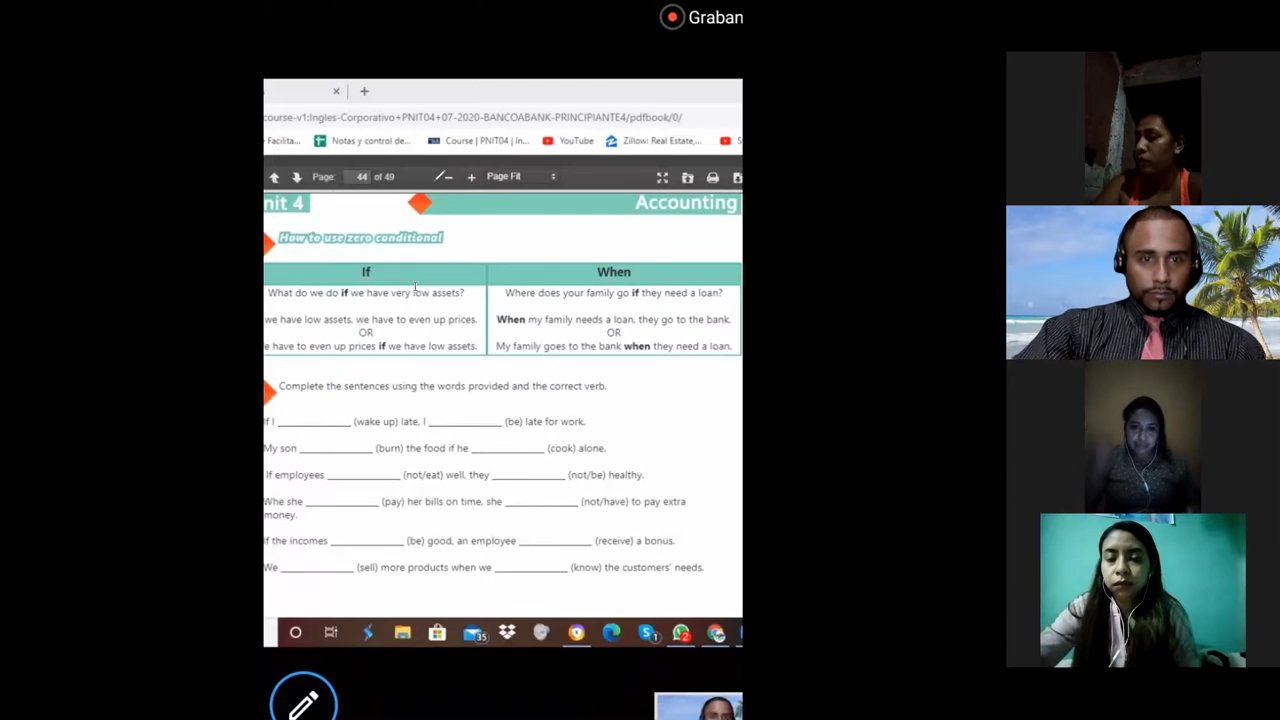 Graban
course-v1:Ingles-Corporativo+PNIT04+07-2020-BANCOABANK-PRINCIPIANTE4/pdfbook/0/
Facilita... Notas y control de... Course | PNIT04 | In... YouTube Zillow: Real Estate,... S
Page: 44 of 49 Page Fit
nit 4 Accounting
How to use zero conditional
If When
What do we do if we have very low assets? Where does your family go if they need a loan?
we have low assets, we have to even up prices. When my family needs a loan, they go to the bank.
OR OR
e have to even up prices if we have low assets. My family goes to the bank when they need a loan.
Complete the sentences using the words provided and the correct verb.
If I ____________ (wake up) late, I ____________ (be) late for work.
My son ____________ (burn) the food if he ____________ (cook) alone.
If employees ____________ (not/eat) well, they ____________ (not/be) healthy.
Whe she ____________ (pay) her bills on time, she ____________ (not/have) to pay extra
money.
If the incomes ____________ (be) good, an employee ____________ (receive) a bonus.
We ____________ (sell) more products when we ____________ (know) the customers' needs.
35 1 2